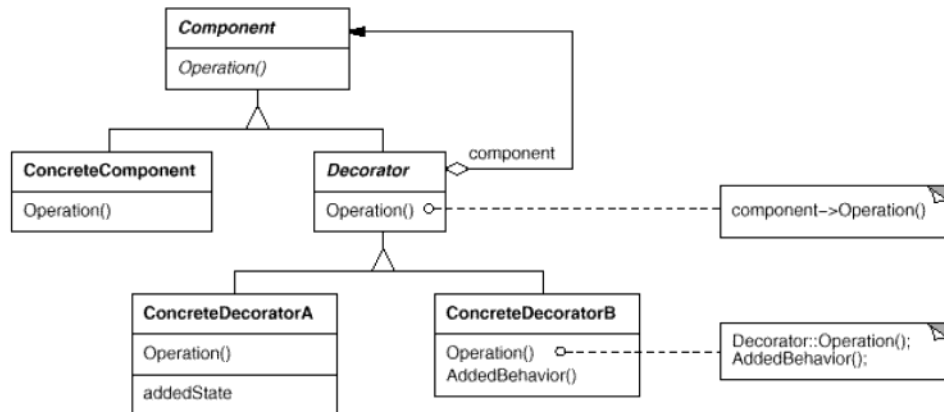 Component
Operation()
component
ConcreteComponent
Operation()
Decorator
Operation()
component->Operation()
ConcreteDecoratorA
Operation()
addedState
ConcreteDecoratorB
Operation()
AddedBehavior()
Decorator::Operation();
AddedBehavior();